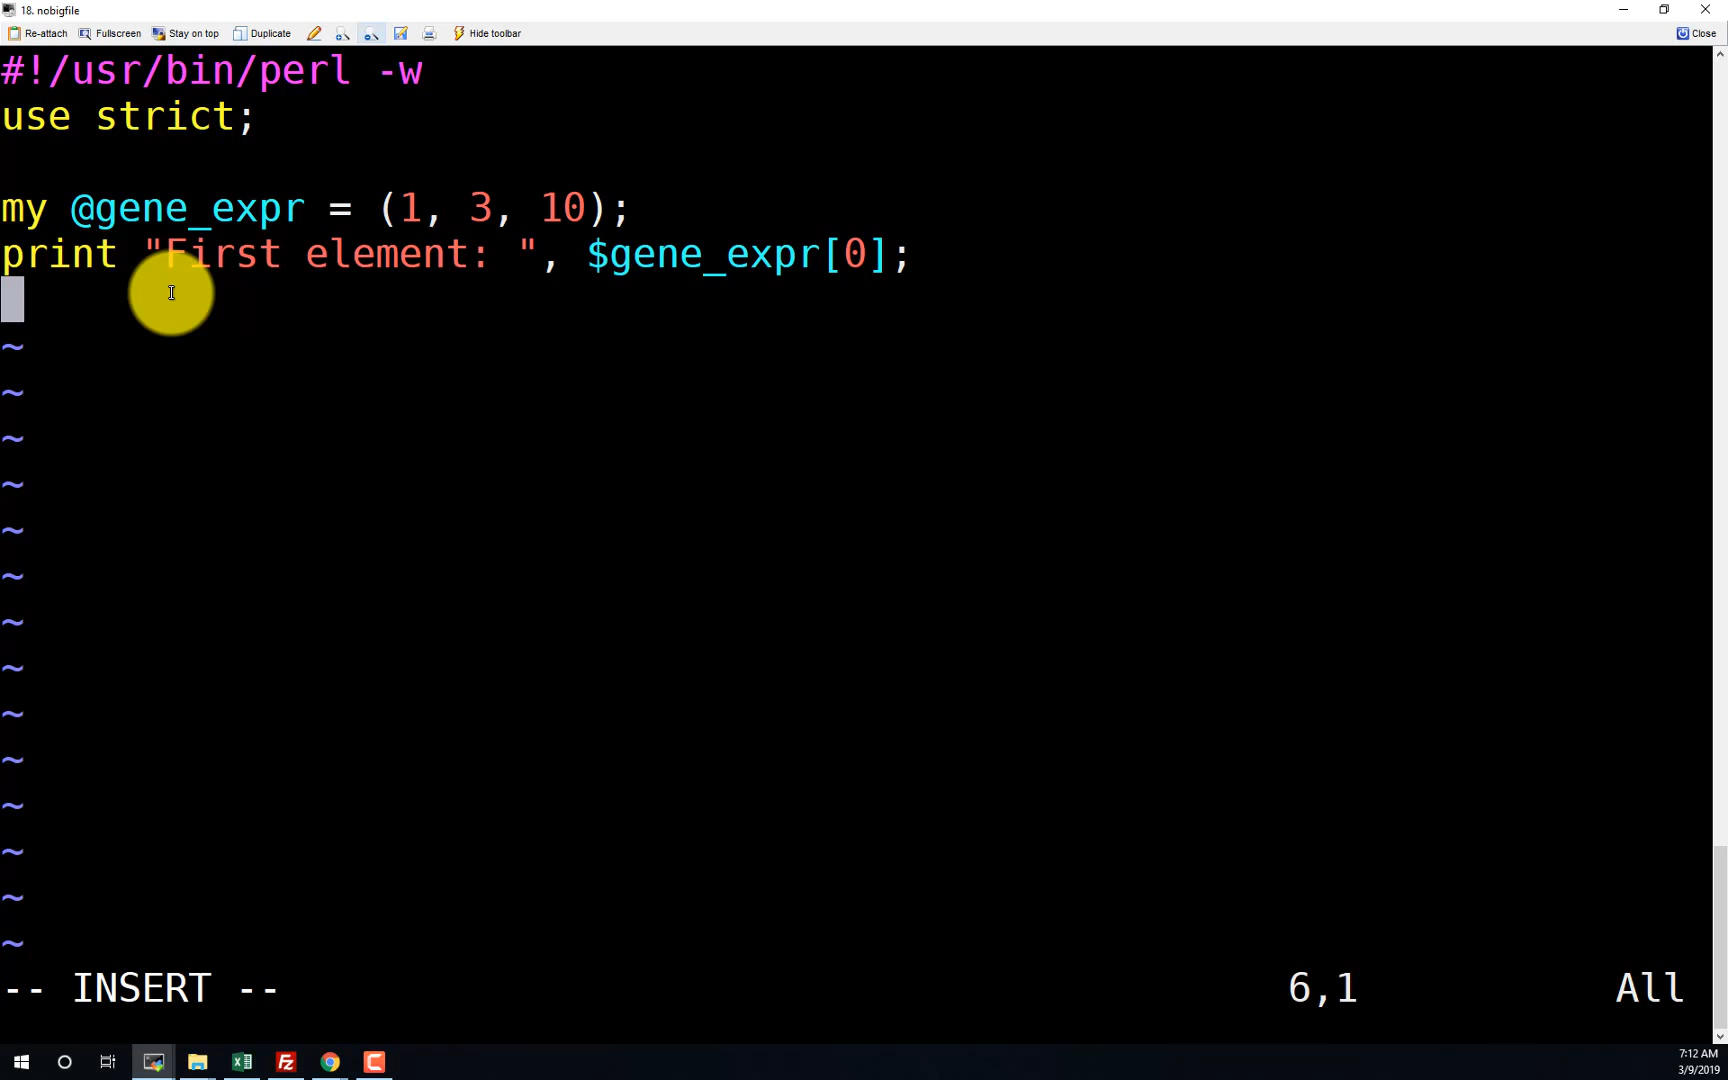 18. nobigfile
Re-attach Fullscreen Stay on top Duplicate Hide toolbar Close
#!/usr/bin/perl -w
use strict;
my @gene_expr = (1, 3, 10);
print "First element: ", $gene_expr[0];
~
~
~
~
~
~
~
~
~
~
~
~
~
~
-- INSERT -- 6,1 All
7:12 AM
3/9/2019